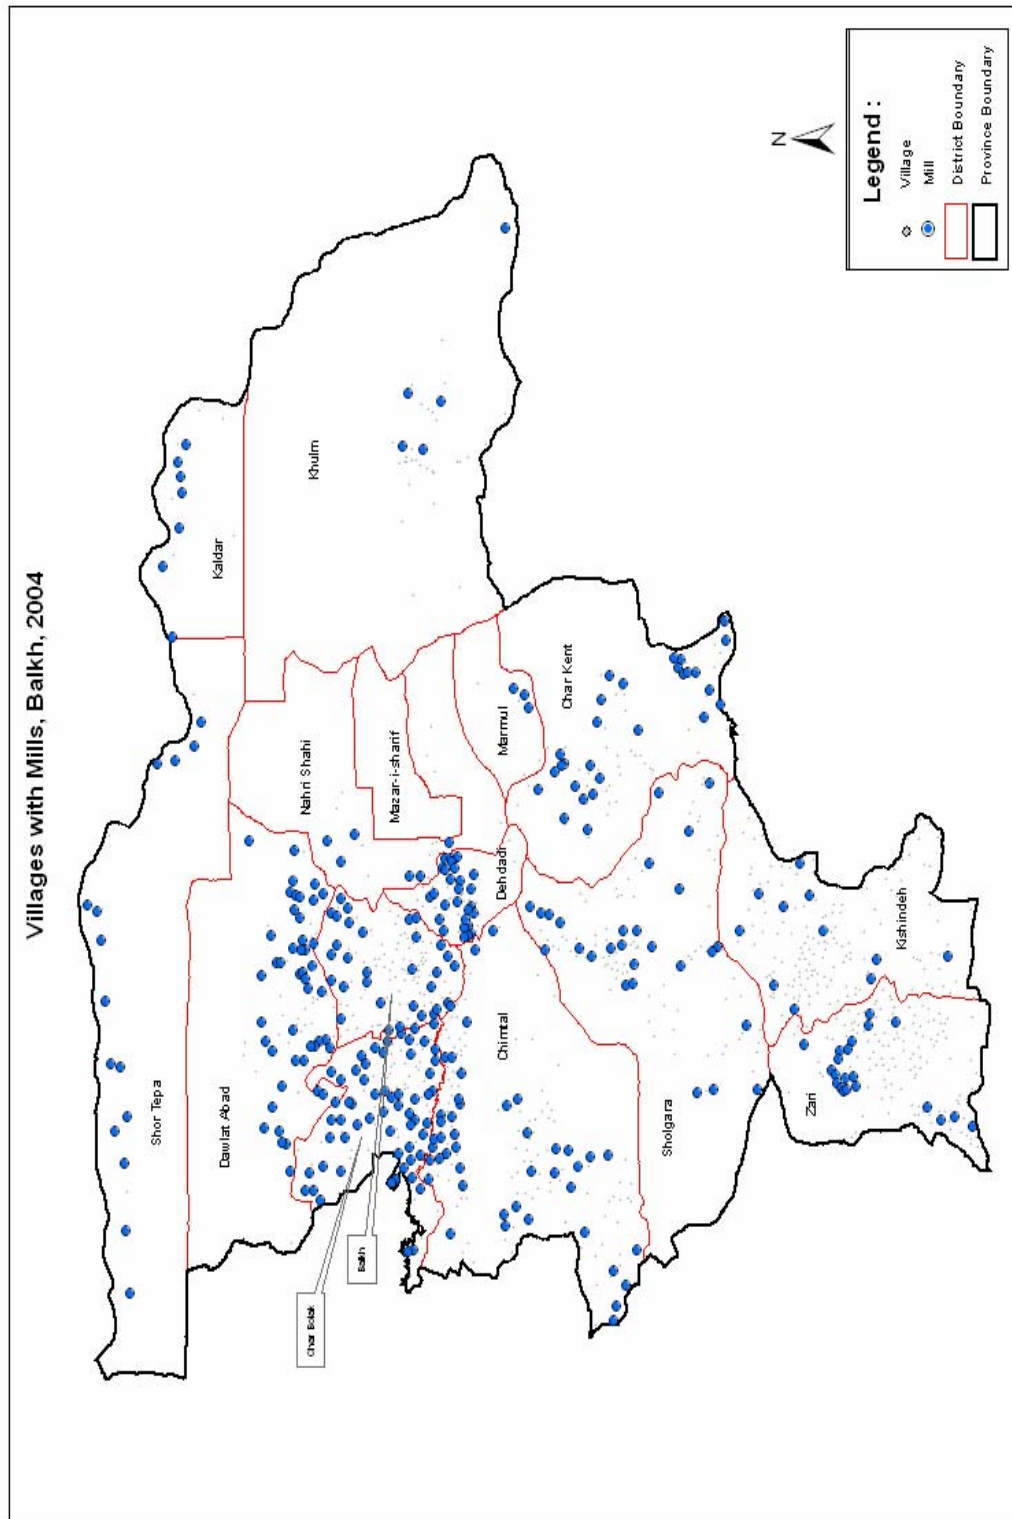 Villages with Mills, Balkh, 2004
Shor Tepa
Kaldar
Dawlat Abad
Nahri Shahi
Khulm
Char Bolak
Balkh
Mazar-i-sharif
Marmul
Dehdadi
Char Kent
Chimtal
Sholgara
Zari
Kishindeh
N
Legend :
Village
Mill
District Boundary
Province Boundary